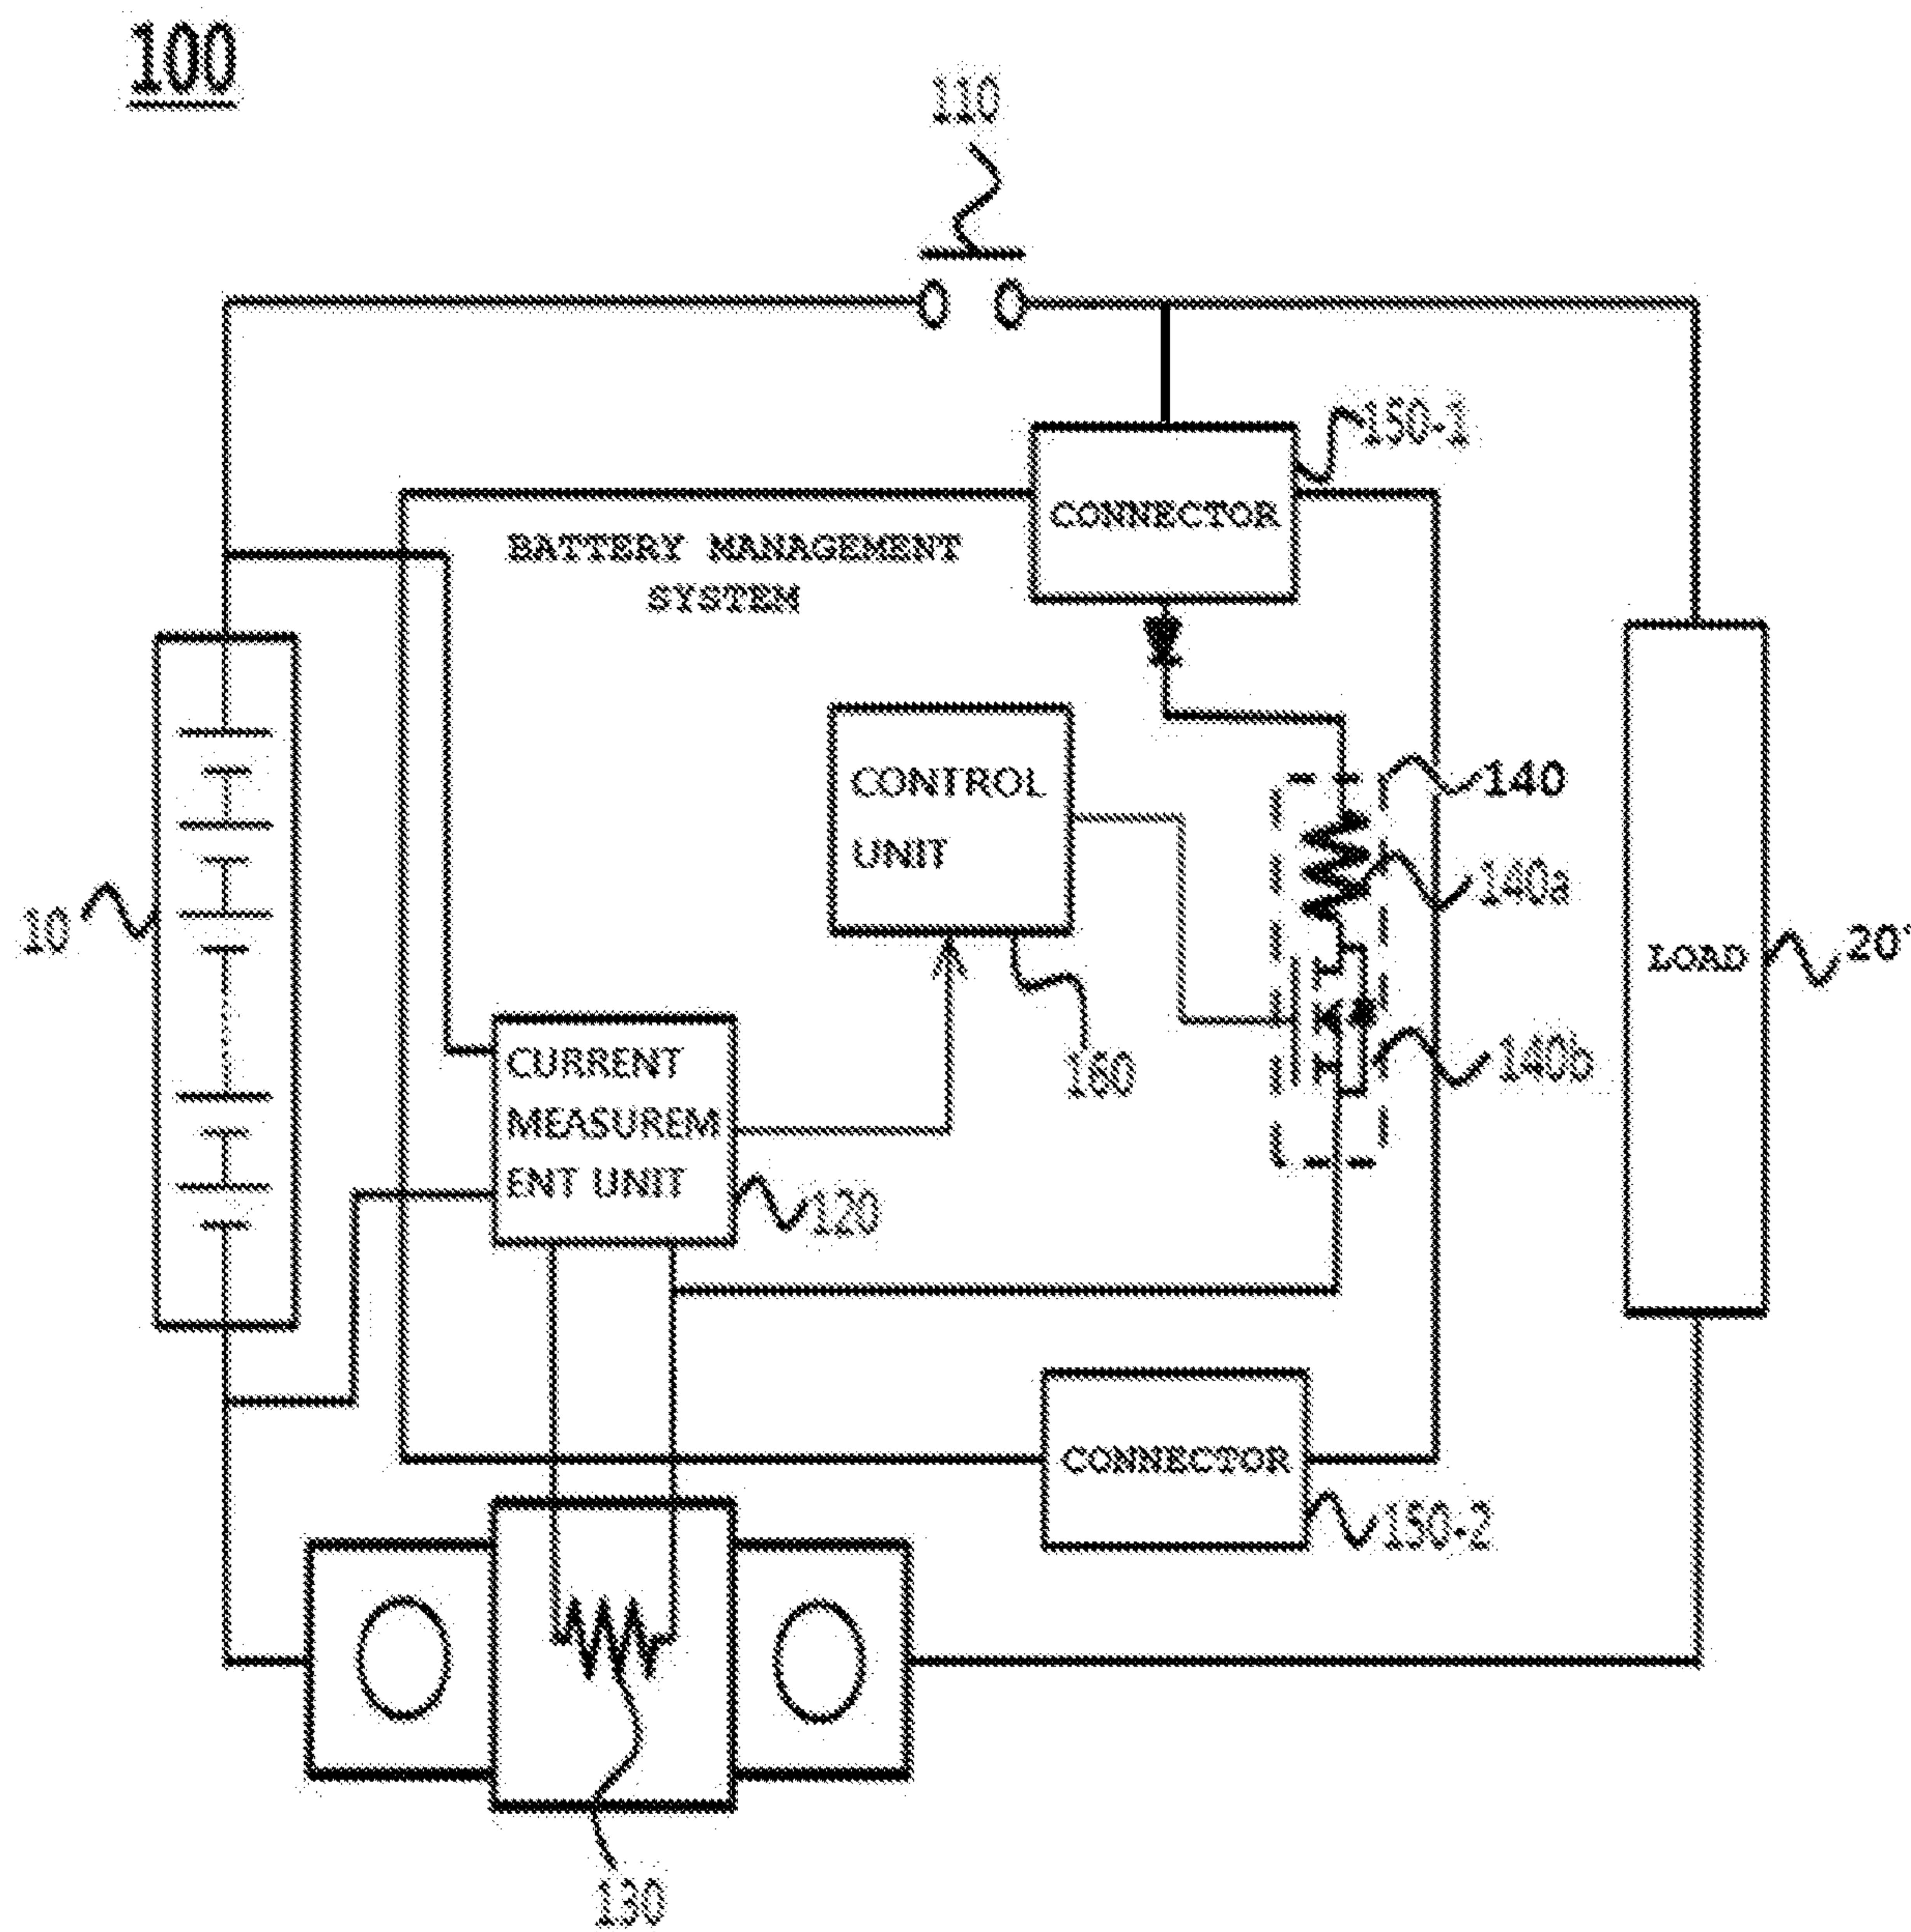 100
110
150-1
CONNECTOR
BATTERY MANAGEMENT
SYSTEM
CONTROL
UNIT
140
140a
10
LOAD
20'
160
140b
CURRENT
MEASUREM
ENT UNIT
120
CONNECTOR
150-2
130